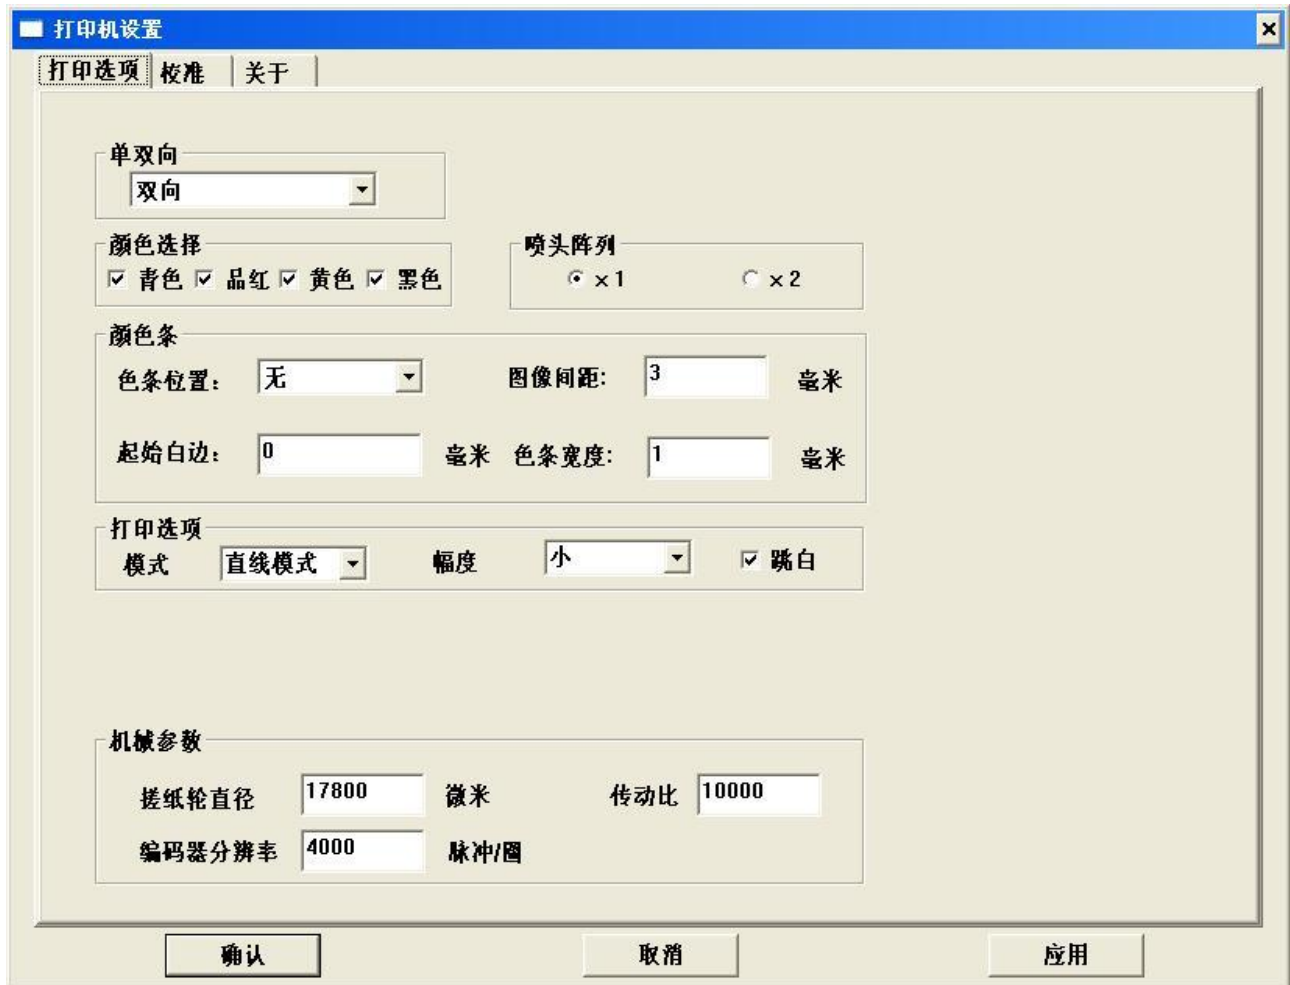 打印机设置
打印选项 校准 关于
单双向
双向
颜色选择 喷头阵列
青色 品红 黄色 黑色 x 1 x 2
颜色条
色条位置： 无 图像间距: 3 毫米
起始白边： 0 毫米 色条宽度: 1 毫米
打印选项
模式 直线模式 幅度 小 跳白
机械参数
搓纸轮直径 17800 微米 传动比 10000
编码器分辨率 4000 脉冲/圈
确认 取消 应用